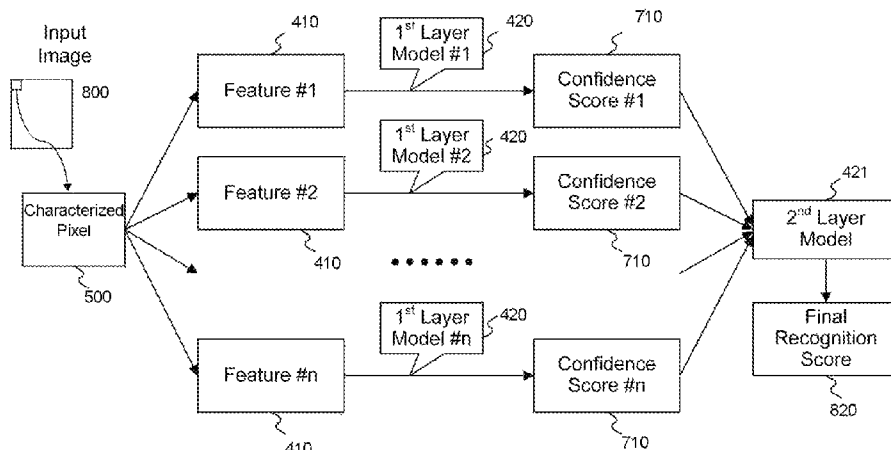 Input
Image
800
Characterized
Pixel
500
410
Feature #1
1st Layer
Model #1
420
710
Confidence
Score #1
Feature #2
410
1st Layer
Model #2
420
Confidence
Score #2
710
......
Feature #n
410
1st Layer
Model #n
420
Confidence
Score #n
710
421
2nd Layer
Model
Final
Recognition
Score
820